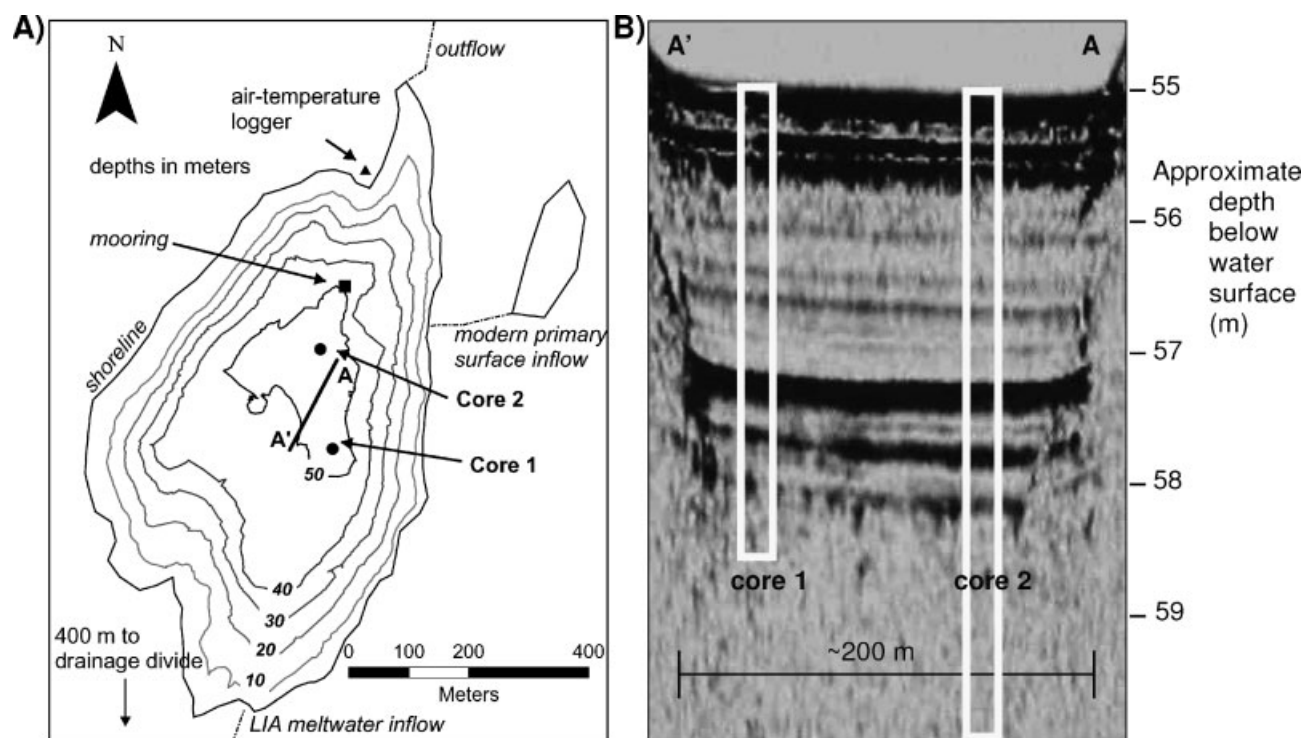 A)
N
outflow
air-temperature
logger
depths in meters
mooring
shoreline
modern primary
surface inflow
A
Core 2
A'
Core 1
50
40
30
20
10
400 m to
drainage divide
0 100 200 400
Meters
LIA meltwater inflow
B)
A' A
55
Approximate
depth
below
water
surface
(m)
56
57
58
59
core 1 core 2
~200 m